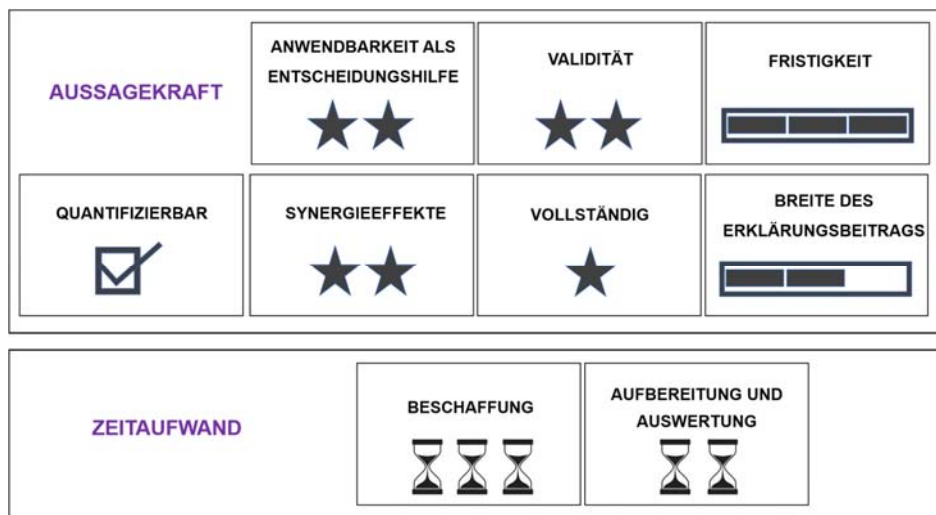 AUSSAGEKRAFT
ANWENDBARKEIT ALS
ENTSCHEIDUNGSHILFE
VALIDITÄT
FRISTIGKEIT
QUANTIFIZIERBAR
SYNERGIEEFFEKTE
VOLLSTÄNDIG
BREITE DES
ERKLÄRUNGSBEITRAGS
ZEITAUFWAND
BESCHAFFUNG
AUFBEREITUNG UND
AUSWERTUNG